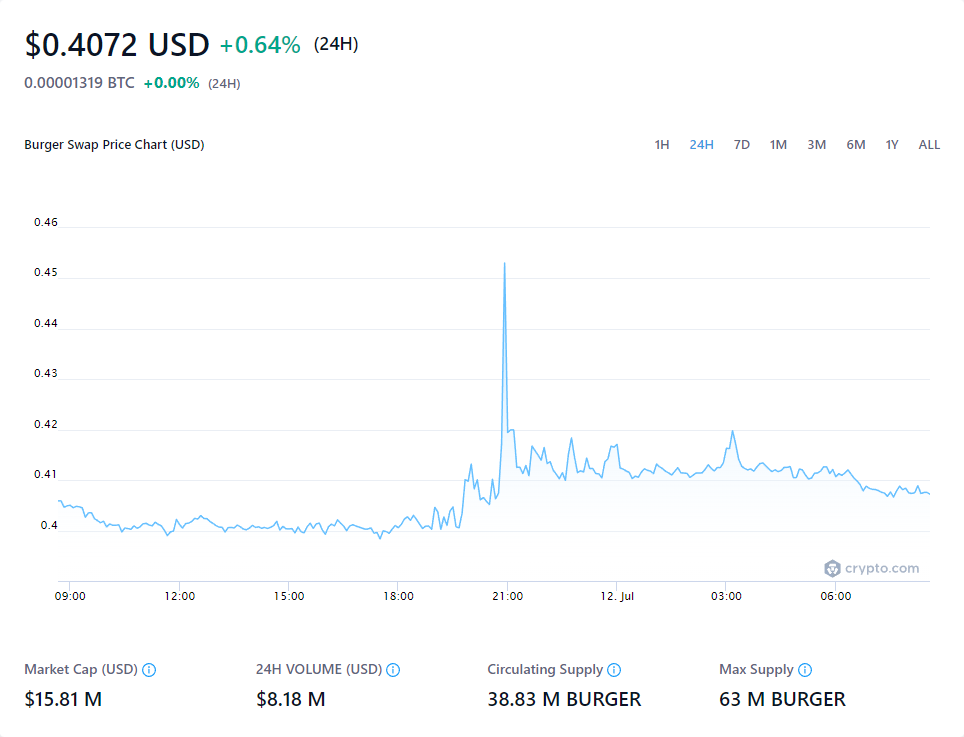 $0.4072 USD +0.64% (24H)
0.00001319 BTC +0.00% (24H)
Burger Swap Price Chart (USD) 1H 24H 7D 1M 3M 6M 1Y ALL
0.46
0.45
0.44
0.43
0.42
0.41
0.4
crypto.com
09:00 12:00 15:00 18:00 21:00 12. Jul 03:00 06:00
Market Cap (USD) 24H VOLUME (USD) Circulating Supply Max Supply
$15.81 M $8.18 M 38.83 M BURGER 63 M BURGER